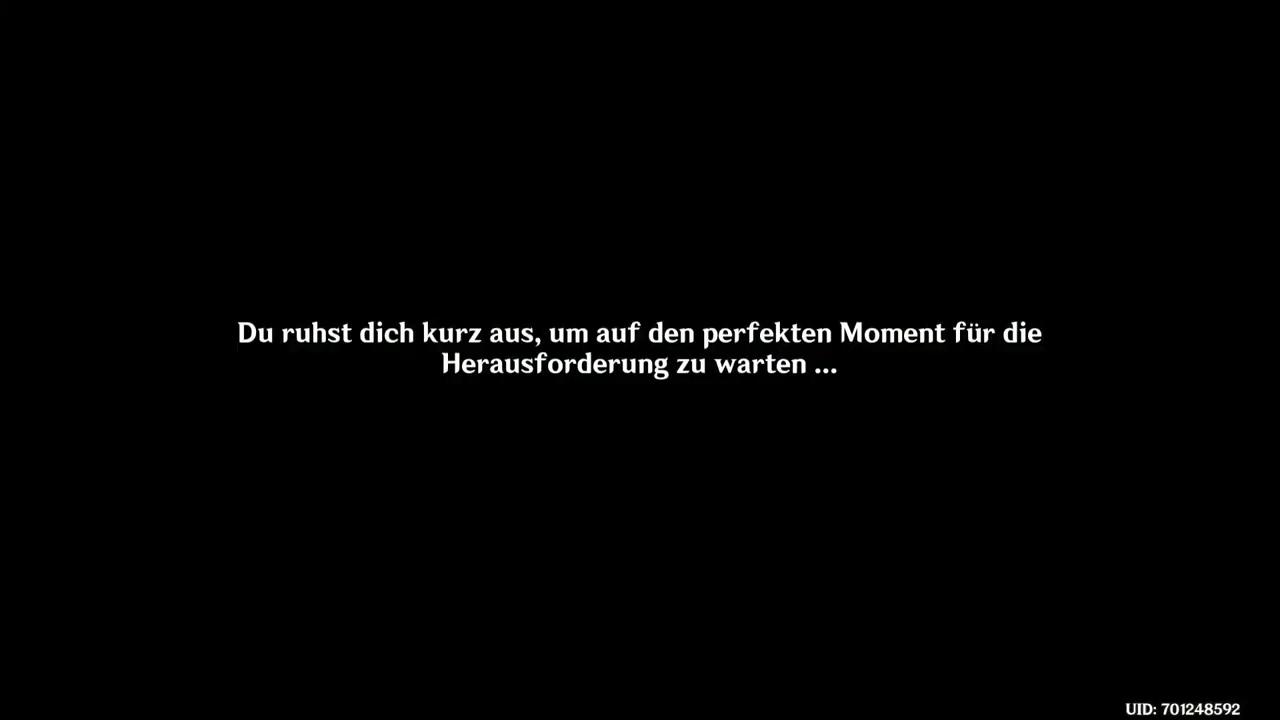 Du ruhst dich kurz aus, um auf den perfekten Moment für die
Herausforderung zu warten ...
UID: 701248592